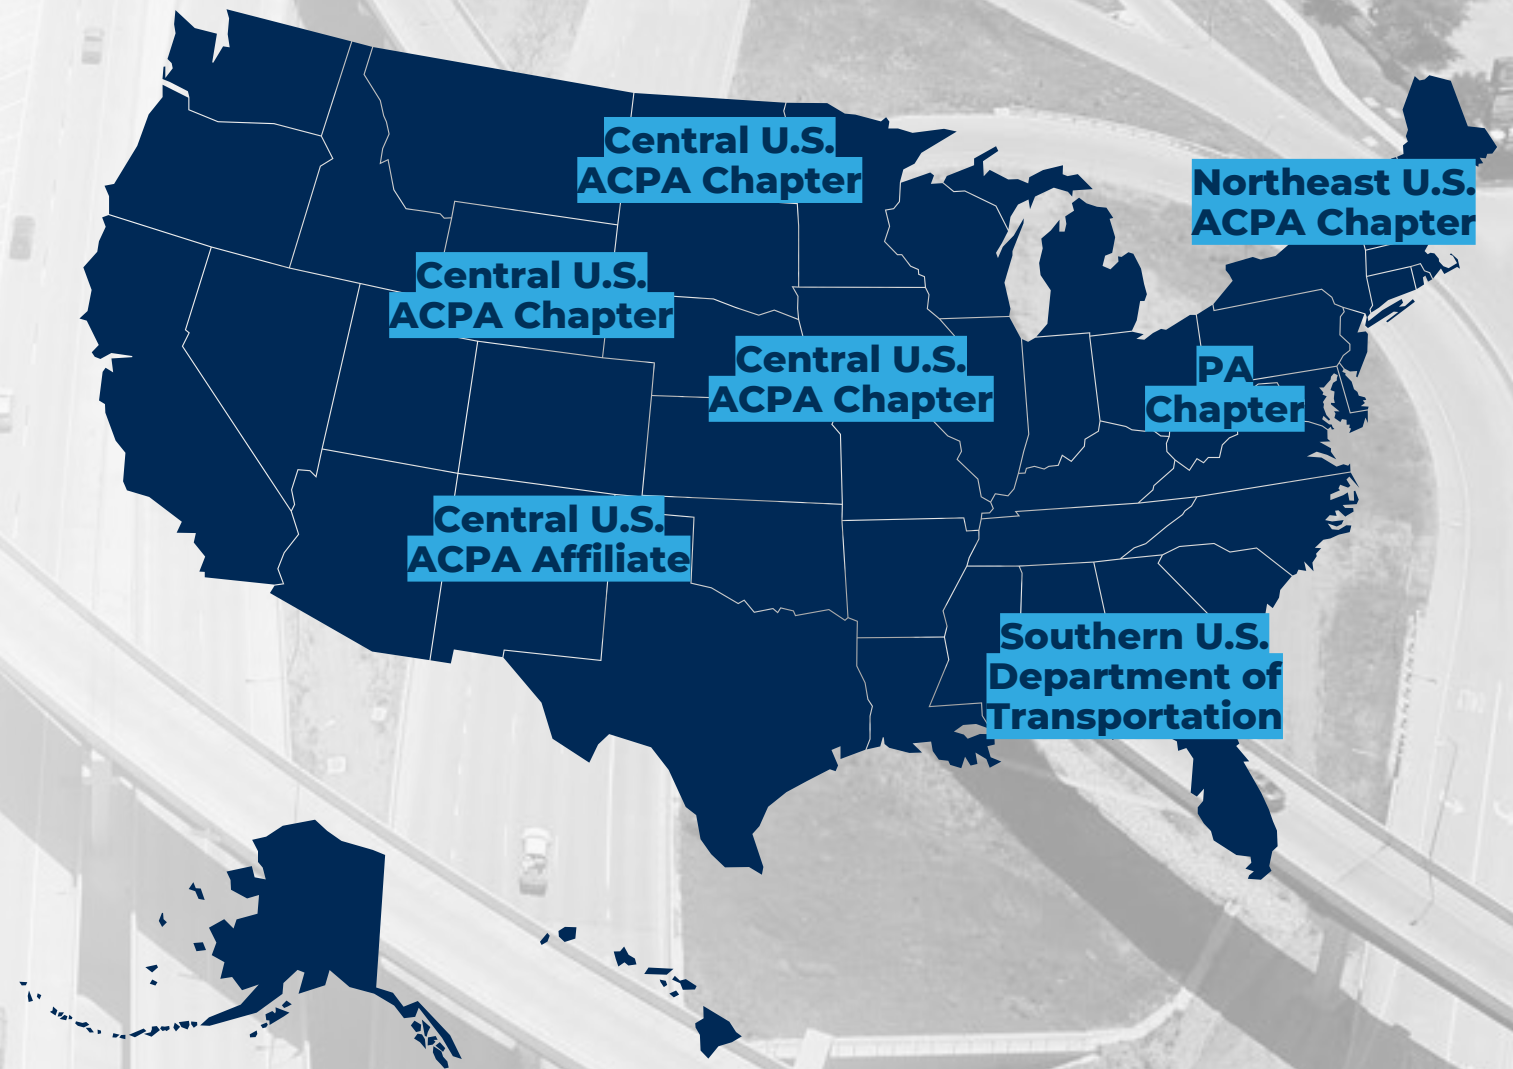 Central U.S.
ACPA Chapter
Northeast U.S.
ACPA Chapter
Central U.S.
ACPA Chapter
Central U.S.
ACPA Chapter
PA
Chapter
Central U.S.
ACPA Affiliate
Southern U.S.
Department of
Transportation